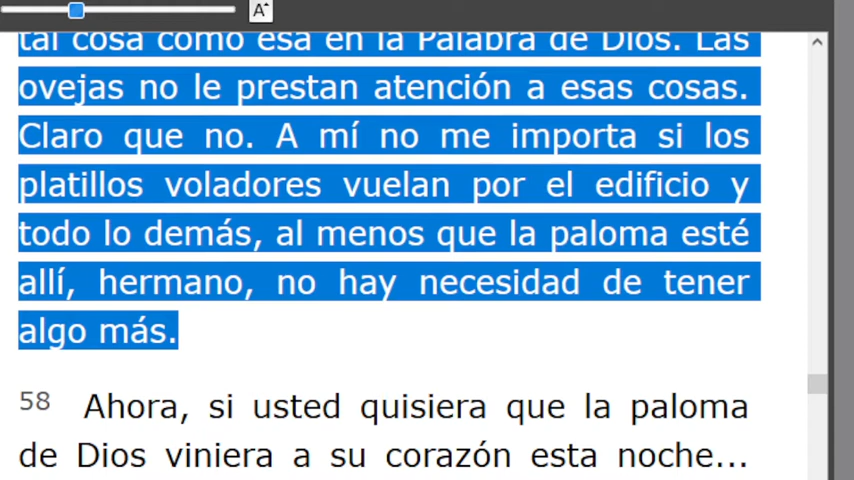 A
tal cosa como esa en la Palabra de Dios. Las
ovejas no le prestan atención a esas cosas.
Claro que no. A mí no me importa si los
platillos voladores vuelan por el edificio y
todo lo demás, al menos que la paloma esté
allí, hermano, no hay necesidad de tener
algo más.
58 Ahora, si usted quisiera que la paloma
de Dios viniera a su corazón esta noche...